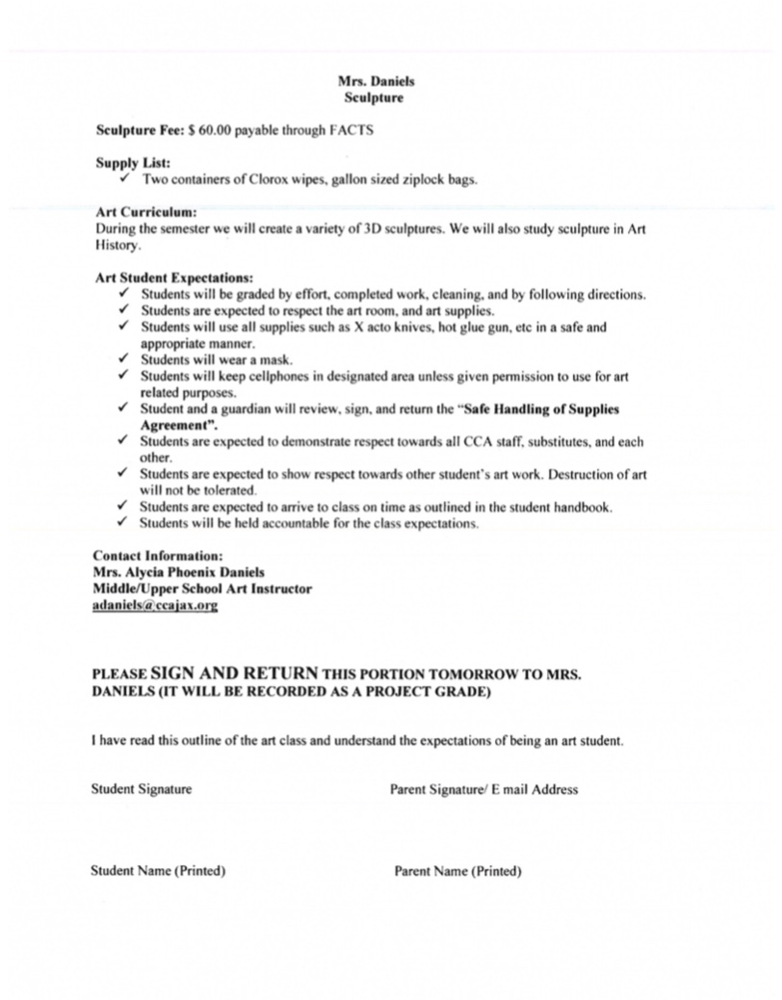 Mrs. Daniels
Sculpture
Sculpture Fee: $ 60.00 payable through FACTS
Supply List:
✓ Two containers of Clorox wipes, gallon sized ziplock bags.
Art Curriculum:
During the semester we will create a variety of 3D sculptures. We will also study sculpture in Art
History.
Art Student Expectations:
✓ Students will be graded by effort, completed work, cleaning, and by following directions.
✓ Students are expected to respect the art room, and art supplies.
✓ Students will use all supplies such as X acto knives, hot glue gun, etc in a safe and
appropriate manner.
✓ Students will wear a mask.
✓ Students will keep cellphones in designated area unless given permission to use for art
related purposes.
✓ Student and a guardian will review, sign, and return the “Safe Handling of Supplies
Agreement”.
✓ Students are expected to demonstrate respect towards all CCA staff, substitutes, and each
other.
✓ Students are expected to show respect towards other student’s art work. Destruction of art
will not be tolerated.
✓ Students are expected to arrive to class on time as outlined in the student handbook.
✓ Students will be held accountable for the class expectations.
Contact Information:
Mrs. Alycia Phoenix Daniels
Middle/Upper School Art Instructor
adaniels@ccajax.org
PLEASE SIGN AND RETURN THIS PORTION TOMORROW TO MRS.
DANIELS (IT WILL BE RECORDED AS A PROJECT GRADE)
I have read this outline of the art class and understand the expectations of being an art student.
Student Signature Parent Signature/ E mail Address
Student Name (Printed) Parent Name (Printed)